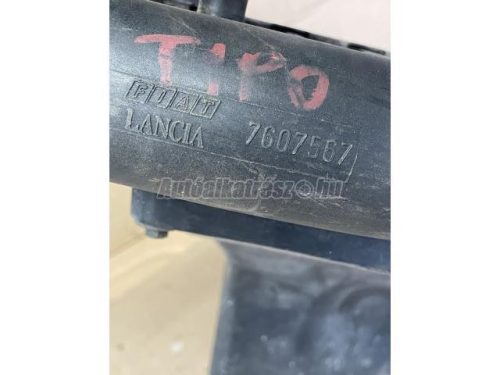 TIPO
FIAT
LANCIA 7607567
Autóalkatrész.hu